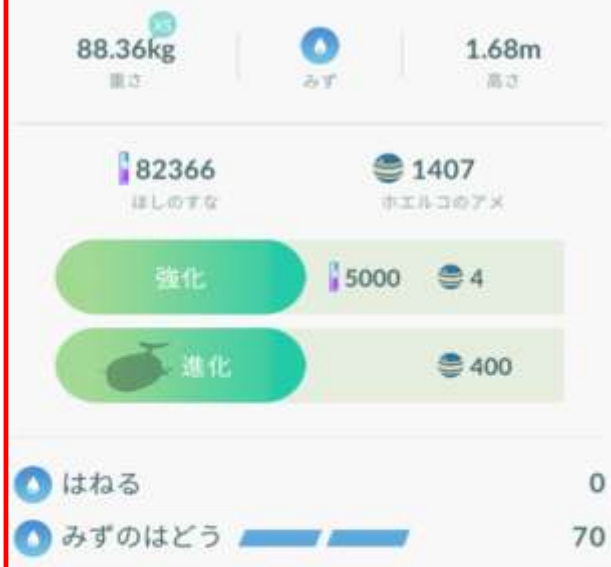 XS
88.36kg
1.68m
重さ
みず
高さ
82366
1407
ほしのすな
ホエルコのアメ
強化 5000 4
進化 400
はねる 0
みずのはどう 70